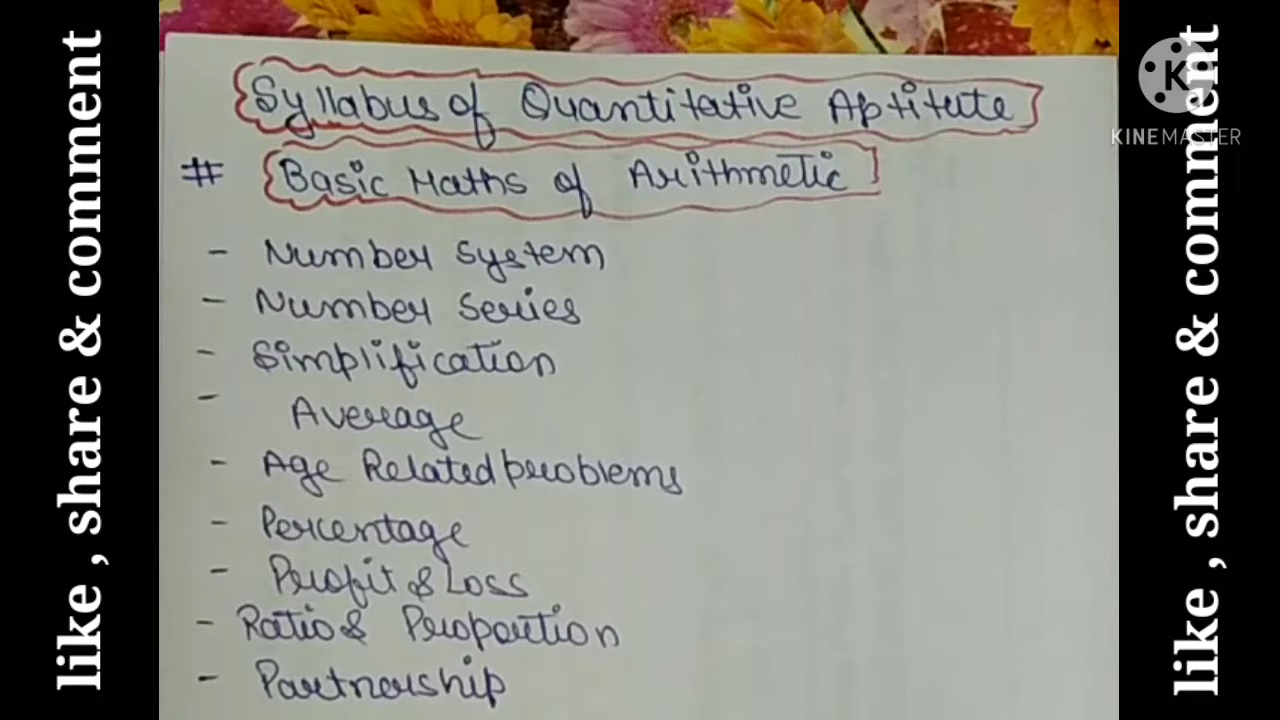 like , share & comment
Syllabus of Quantitative Aptitute
# Basic Maths of Arithmetic
- Number System
- Number Series
- Simplification
- Average
- Age Related problems
- Percentage
- Profit & Loss
- Ratio & Proportion
- Partnership
K
KINEMASTER
like , share & comment